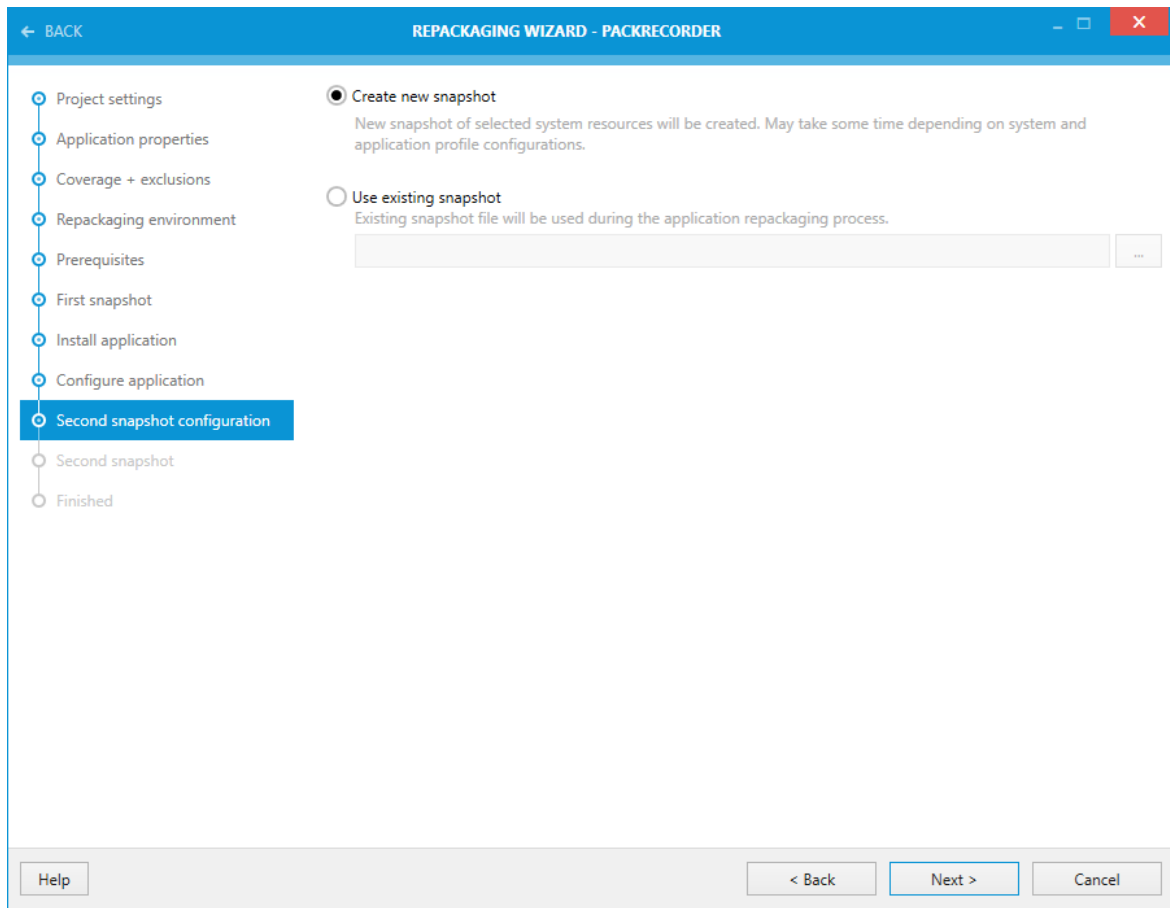 ← BACK
REPACKAGING WIZARD - PACKRECORDER
Project settings
Application properties
Coverage + exclusions
Repackaging environment
Prerequisites
First snapshot
Install application
Configure application
Second snapshot configuration
Second snapshot
Finished
Create new snapshot
New snapshot of selected system resources will be created. May take some time depending on system and
application profile configurations.
Use existing snapshot
Existing snapshot file will be used during the application repackaging process.
...
Help
< Back
Next >
Cancel